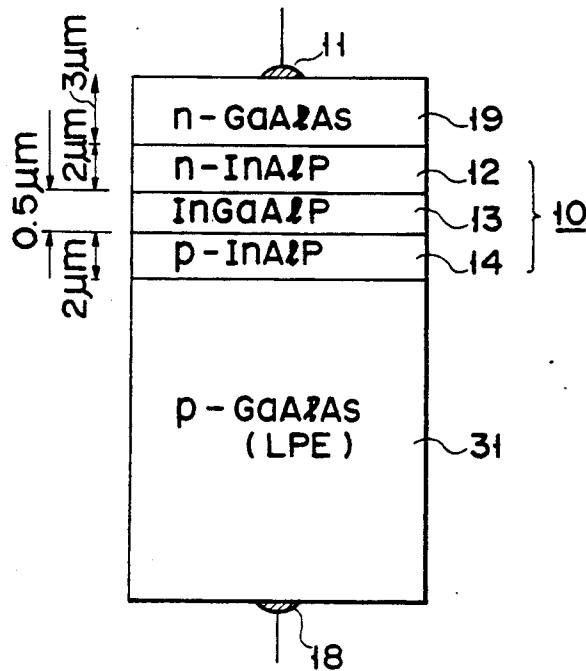 11
3μm
n-GaAlAs
19
2μm
n-InAlP
12
0.5μm
InGaAlP
13
10
2μm
p-InAlP
14
p-GaAlAs
(LPE)
31
18